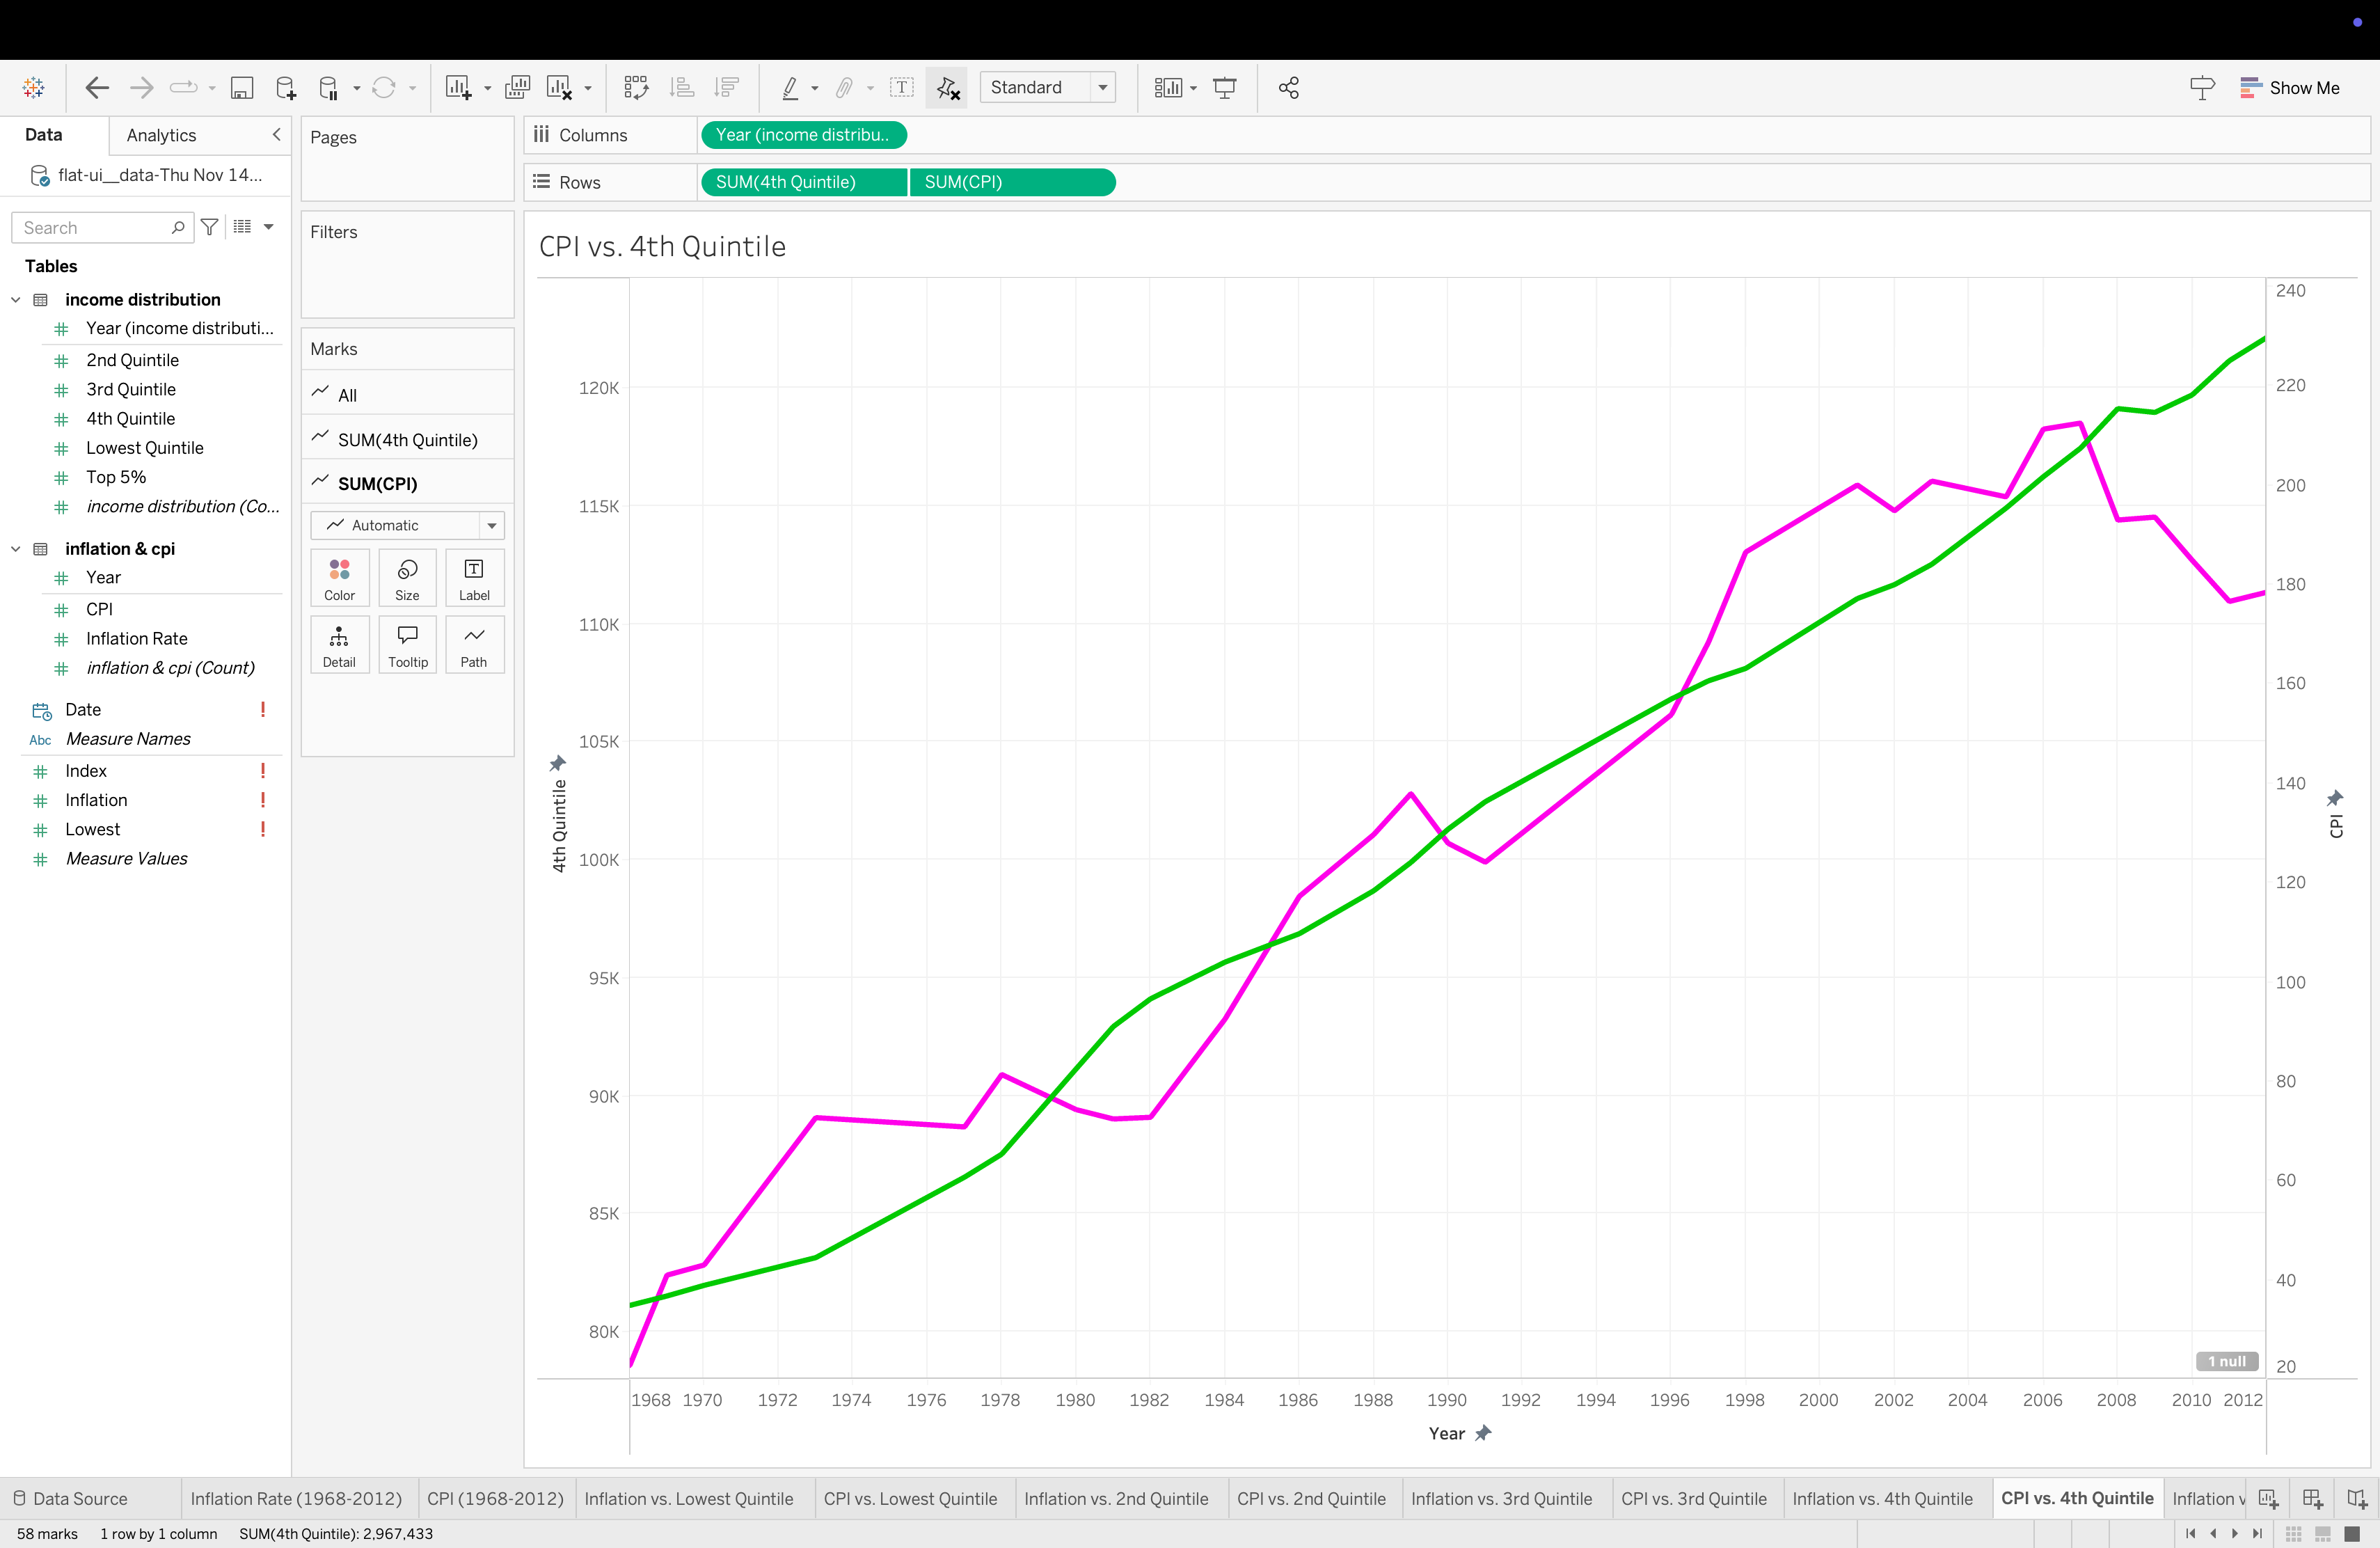 Standard
Show Me
Data
Analytics
flat-ui__data-Thu Nov 14...
Search
Tables
income distribution
Year (income distributi...
2nd Quintile
3rd Quintile
4th Quintile
Lowest Quintile
Top 5%
income distribution (Co...
inflation & cpi
Year
CPI
Inflation Rate
inflation & cpi (Count)
Date
!
Abc
Measure Names
Index
!
Inflation
!
Lowest
!
Measure Values
Pages
Filters
Marks
All
SUM(4th Quintile)
SUM(CPI)
Automatic
Color
Size
T
Label
Detail
Tooltip
Path
Columns
Year (income distribu..
Rows
SUM(4th Quintile)
SUM(CPI)
CPI vs. 4th Quintile
4th Quintile
120K
115K
110K
105K
100K
95K
90K
85K
80K
240
220
200
180
160
140
120
100
80
60
40
20
CPI
1 null
1968 1970 1972 1974 1976 1978 1980 1982 1984 1986 1988 1990 1992 1994 1996 1998 2000 2002 2004 2006 2008 2010 2012
Year
Data Source
Inflation Rate (1968-2012)
CPI (1968-2012)
Inflation vs. Lowest Quintile
CPI vs. Lowest Quintile
Inflation vs. 2nd Quintile
CPI vs. 2nd Quintile
Inflation vs. 3rd Quintile
CPI vs. 3rd Quintile
Inflation vs. 4th Quintile
CPI vs. 4th Quintile
Inflation v
58 marks
1 row by 1 column
SUM(4th Quintile): 2,967,433